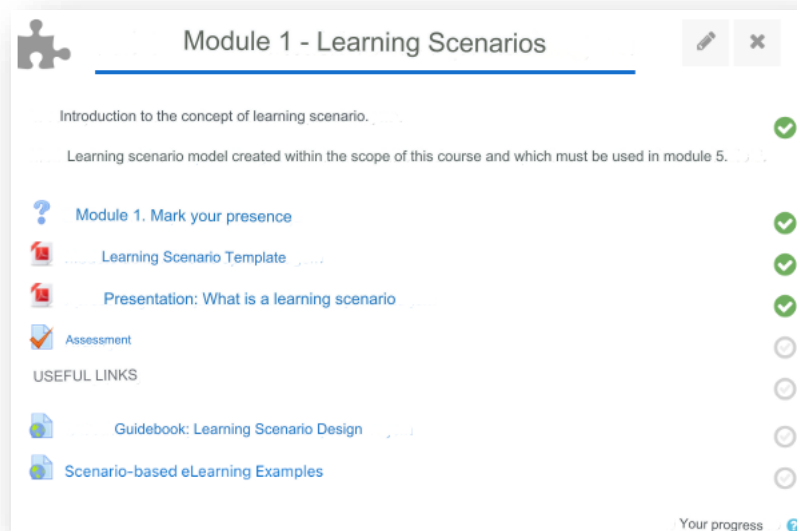 Module 1 - Learning Scenarios
Introduction to the concept of learning scenario.
Learning scenario model created within the scope of this course and which must be used in module 5.
Module 1. Mark your presence
Learning Scenario Template
Presentation: What is a learning scenario
Assessment
USEFUL LINKS
Guidebook: Learning Scenario Design
Scenario-based eLearning Examples
Your progress ?